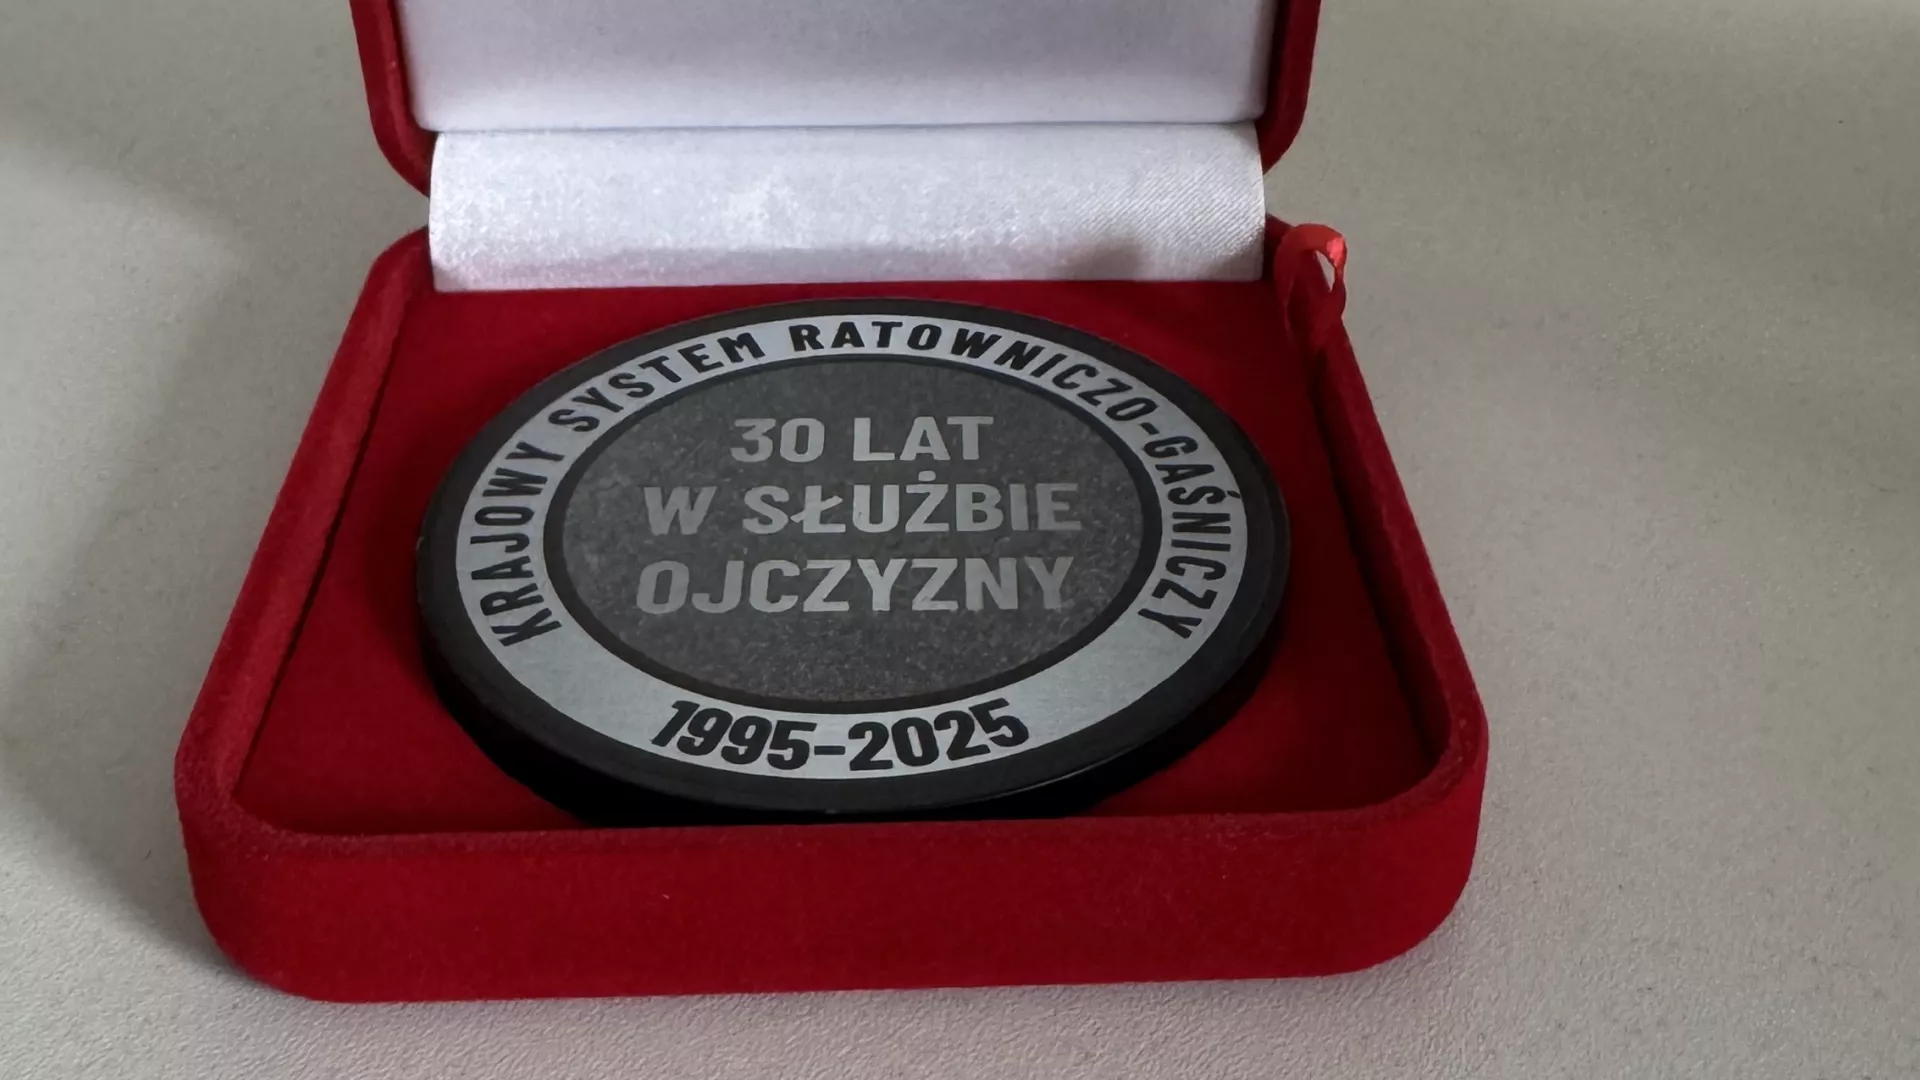 KRAJOWY SYSTEM RATOWNICZO-GAŚNICZY
30 LAT
W SŁUŻBIE
OJCZYZNY
1995-2025